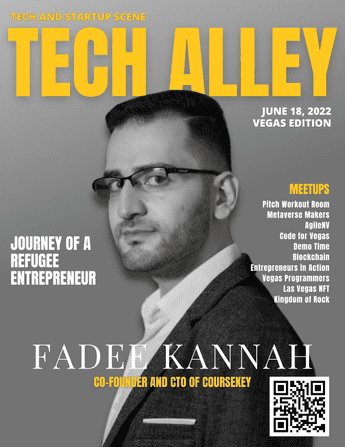 TECH AND STARTUP SCENE
TECH ALLEY
JUNE 18, 2022
VEGAS EDITION
MEETUPS
Pitch Workout Room
Metaverse Makers
AgileNV
Code for Vegas
Demo Time
Blockchain
Entrepreneurs in Action
Vegas Programmers
Las Vegas NFT
Kingdom of Rock
JOURNEY OF A
REFUGEE
ENTREPRENEUR
FADEE KANNAH
CO-FOUNDER AND CTO OF COURSEKEY